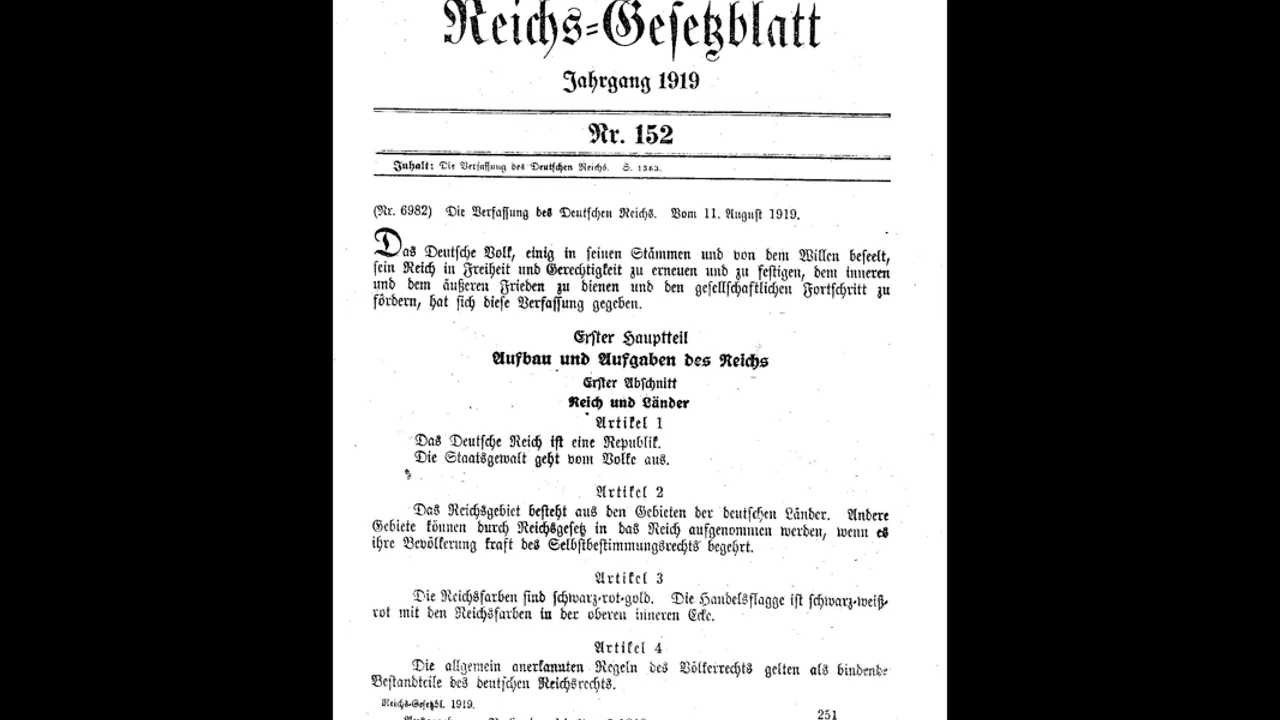 Reichs-Gesetzblatt
Jahrgang 1919
Nr. 152
Inhalt: Die Verfassung des Deutschen Reichs. S. 1383.
(Nr. 6982) Die Verfassung des Deutschen Reichs. Vom 11. August 1919.
Das Deutsche Volk, einig in seinen Stämmen und von dem Willen beseelt,
sein Reich in Freiheit und Gerechtigkeit zu erneuen und zu festigen, dem inneren
und dem äußeren Frieden zu dienen und den gesellschaftlichen Fortschritt zu
fördern, hat sich diese Verfassung gegeben.
Erster Hauptteil
Aufbau und Aufgaben des Reichs
Erster Abschnitt
Reich und Länder
Artikel 1
Das Deutsche Reich ist eine Republik.
Die Staatsgewalt geht vom Volke aus.
Artikel 2
Das Reichsgebiet besteht aus den Gebieten der deutschen Länder. Andere
Gebiete können durch Reichsgesetz in das Reich aufgenommen werden, wenn es
ihre Bevölkerung kraft des Selbstbestimmungsrechts begehrt.
Artikel 3
Die Reichsfarben sind schwarz-rot-gold. Die Handelsflagge ist schwarz-weiß-
rot mit den Reichsfarben in der oberen inneren Ecke.
Artikel 4
Die allgemein anerkannten Regeln des Völkerrechts gelten als bindende
Bestandteile des deutschen Reichsrechts.
Reichs-Gesetzbl. 1919.
251